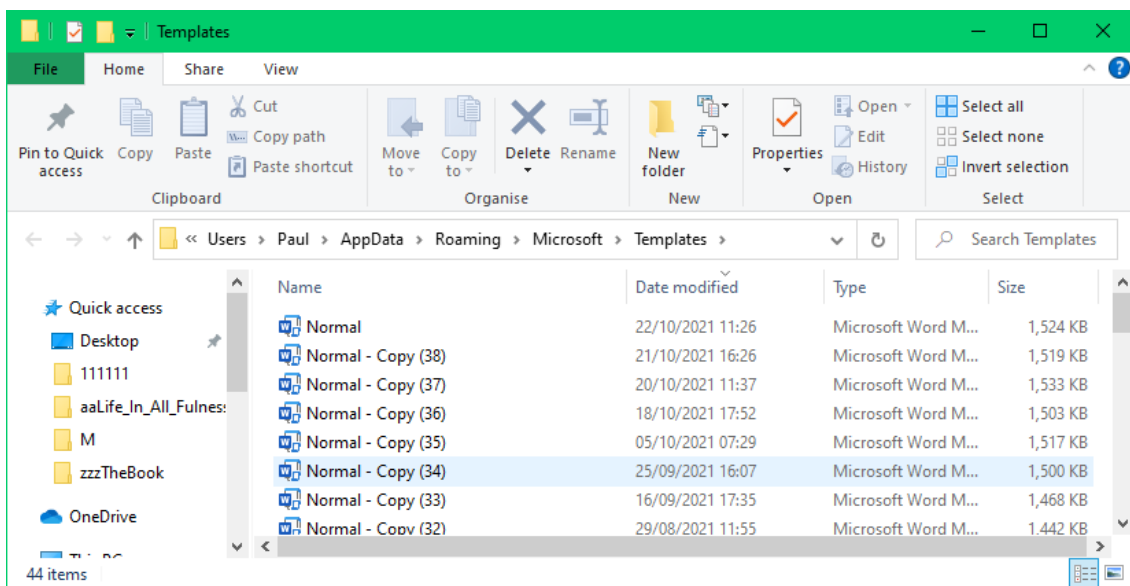 Templates
File Home Share View
Pin to Quick access Copy Paste Cut Copy path Paste shortcut
Move to Copy to Delete Rename New folder Properties Open Edit History Select all Select none Invert selection
Clipboard Organise New Open Select
« Users > Paul > AppData > Roaming > Microsoft > Templates > Search Templates
Name Date modified Type Size
Quick access
Desktop
111111
aaLife_In_All_Fulness
M
zzzTheBook
OneDrive
Normal 22/10/2021 11:26 Microsoft Word M... 1,524 KB
Normal - Copy (38) 21/10/2021 16:26 Microsoft Word M... 1,519 KB
Normal - Copy (37) 20/10/2021 11:37 Microsoft Word M... 1,533 KB
Normal - Copy (36) 18/10/2021 17:52 Microsoft Word M... 1,503 KB
Normal - Copy (35) 05/10/2021 07:29 Microsoft Word M... 1,517 KB
Normal - Copy (34) 25/09/2021 16:07 Microsoft Word M... 1,500 KB
Normal - Copy (33) 16/09/2021 17:35 Microsoft Word M... 1,468 KB
Normal - Copy (32) 29/08/2021 11:55 Microsoft Word M... 1,442 KB
44 items